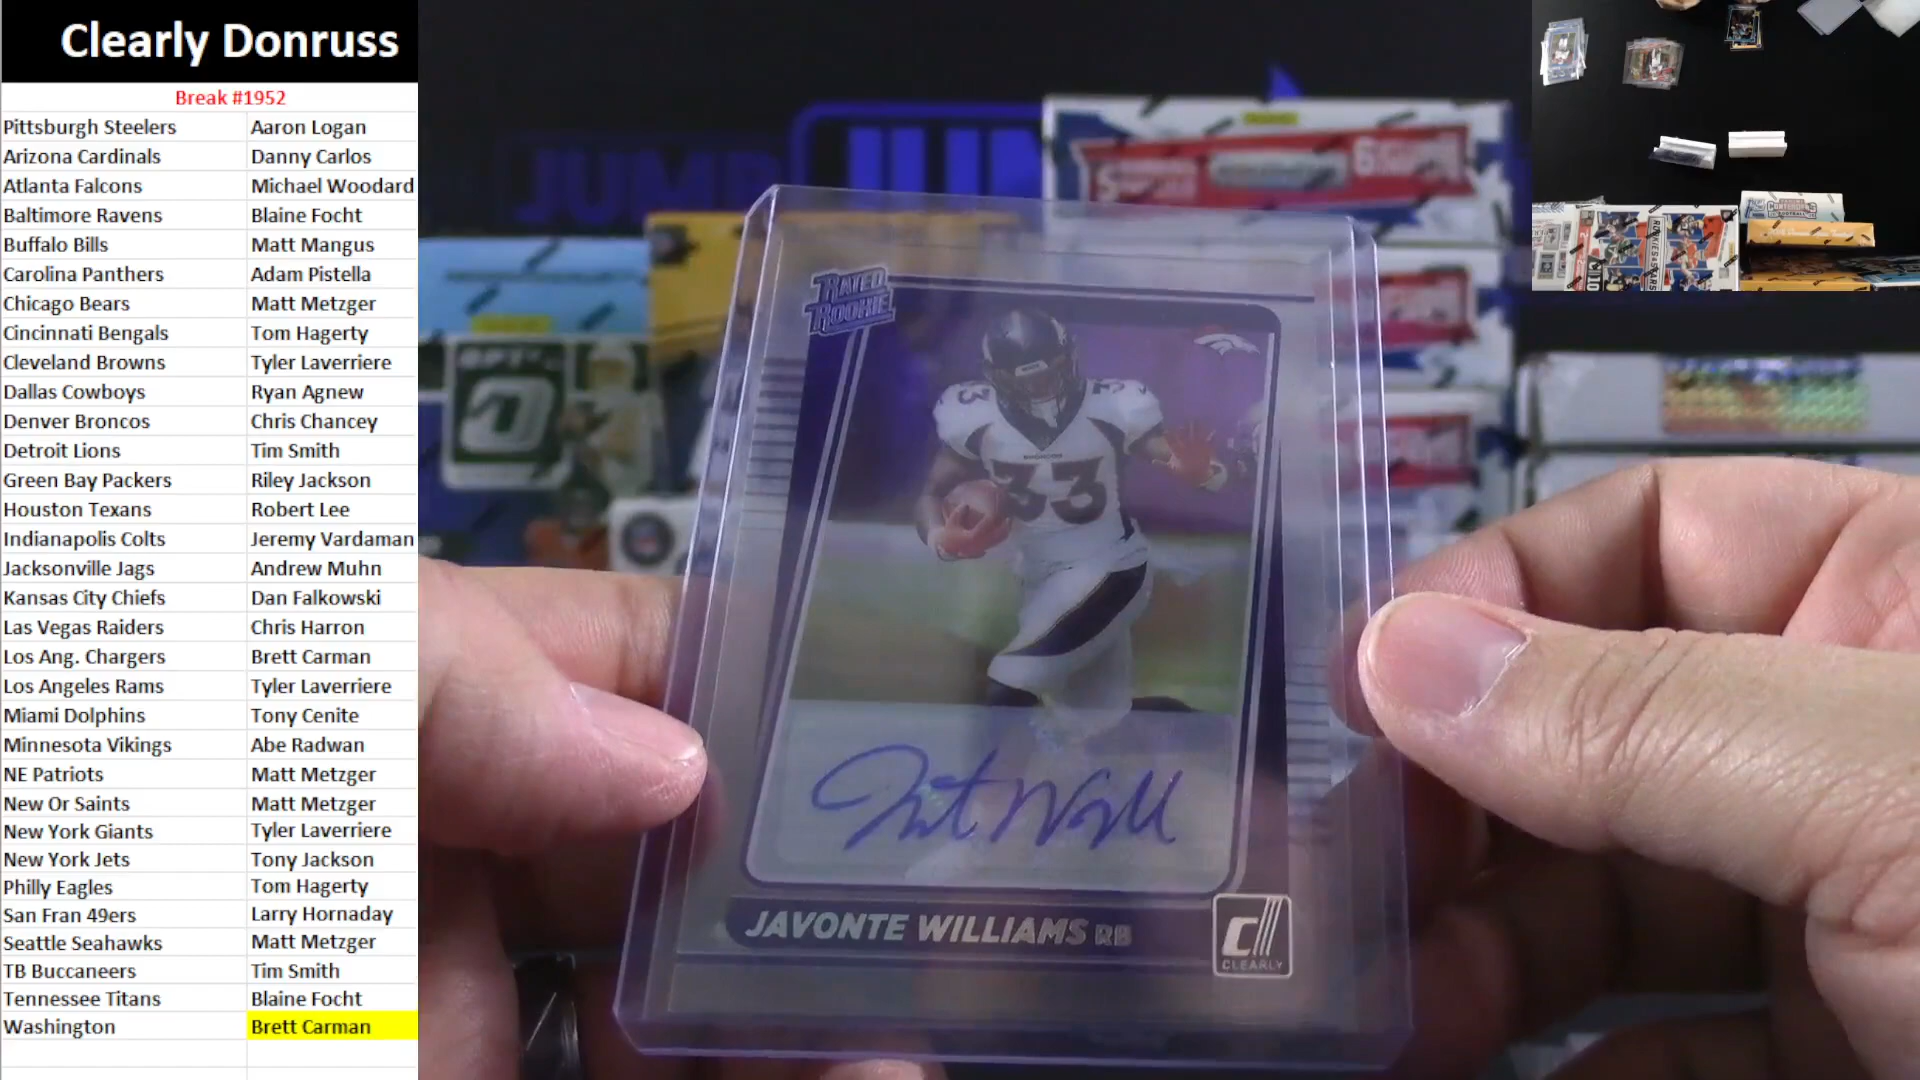 Clearly Donruss
Break #1952
Pittsburgh Steelers Aaron Logan
Arizona Cardinals Danny Carlos
Atlanta Falcons Michael Woodard
Baltimore Ravens Blaine Focht
Buffalo Bills Matt Mangus
Carolina Panthers Adam Pistella
Chicago Bears Matt Metzger
Cincinnati Bengals Tom Hagerty
Cleveland Browns Tyler Laverriere
Dallas Cowboys Ryan Agnew
Denver Broncos Chris Chancey
Detroit Lions Tim Smith
Green Bay Packers Riley Jackson
Houston Texans Robert Lee
Indianapolis Colts Jeremy Vardaman
Jacksonville Jags Andrew Muhn
Kansas City Chiefs Dan Falkowski
Las Vegas Raiders Chris Harron
Los Ang. Chargers Brett Carman
Los Angeles Rams Tyler Laverriere
Miami Dolphins Tony Cenite
Minnesota Vikings Abe Radwan
NE Patriots Matt Metzger
New Or Saints Matt Metzger
New York Giants Tyler Laverriere
New York Jets Tony Jackson
Philly Eagles Tom Hagerty
San Fran 49ers Larry Hornaday
Seattle Seahawks Matt Metzger
TB Buccaneers Tim Smith
Tennessee Titans Blaine Focht
Washington Brett Carman
JUMB
RATED
ROOKIE
33
BRONCOS
33
JAVONTE WILLIAMS RB
CLEARLY
CONTENDERS
FOOTBALL
ROOKIES & STARS